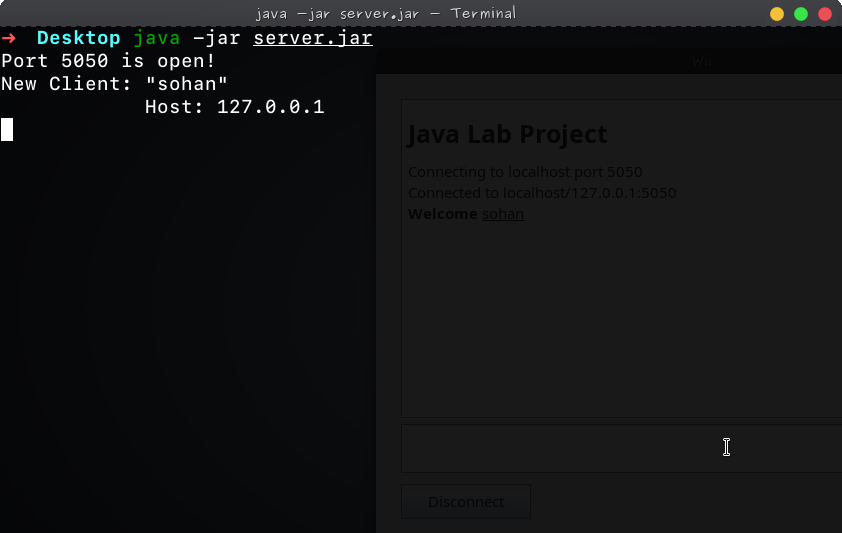 java -jar server.jar - Terminal
→ Desktop java -jar server.jar
Port 5050 is open!
New Client: "sohan"
Host: 127.0.0.1
Java Lab Project
Connecting to localhost port 5050
Connected to localhost/127.0.0.1:5050
Welcome sohan
Disconnect